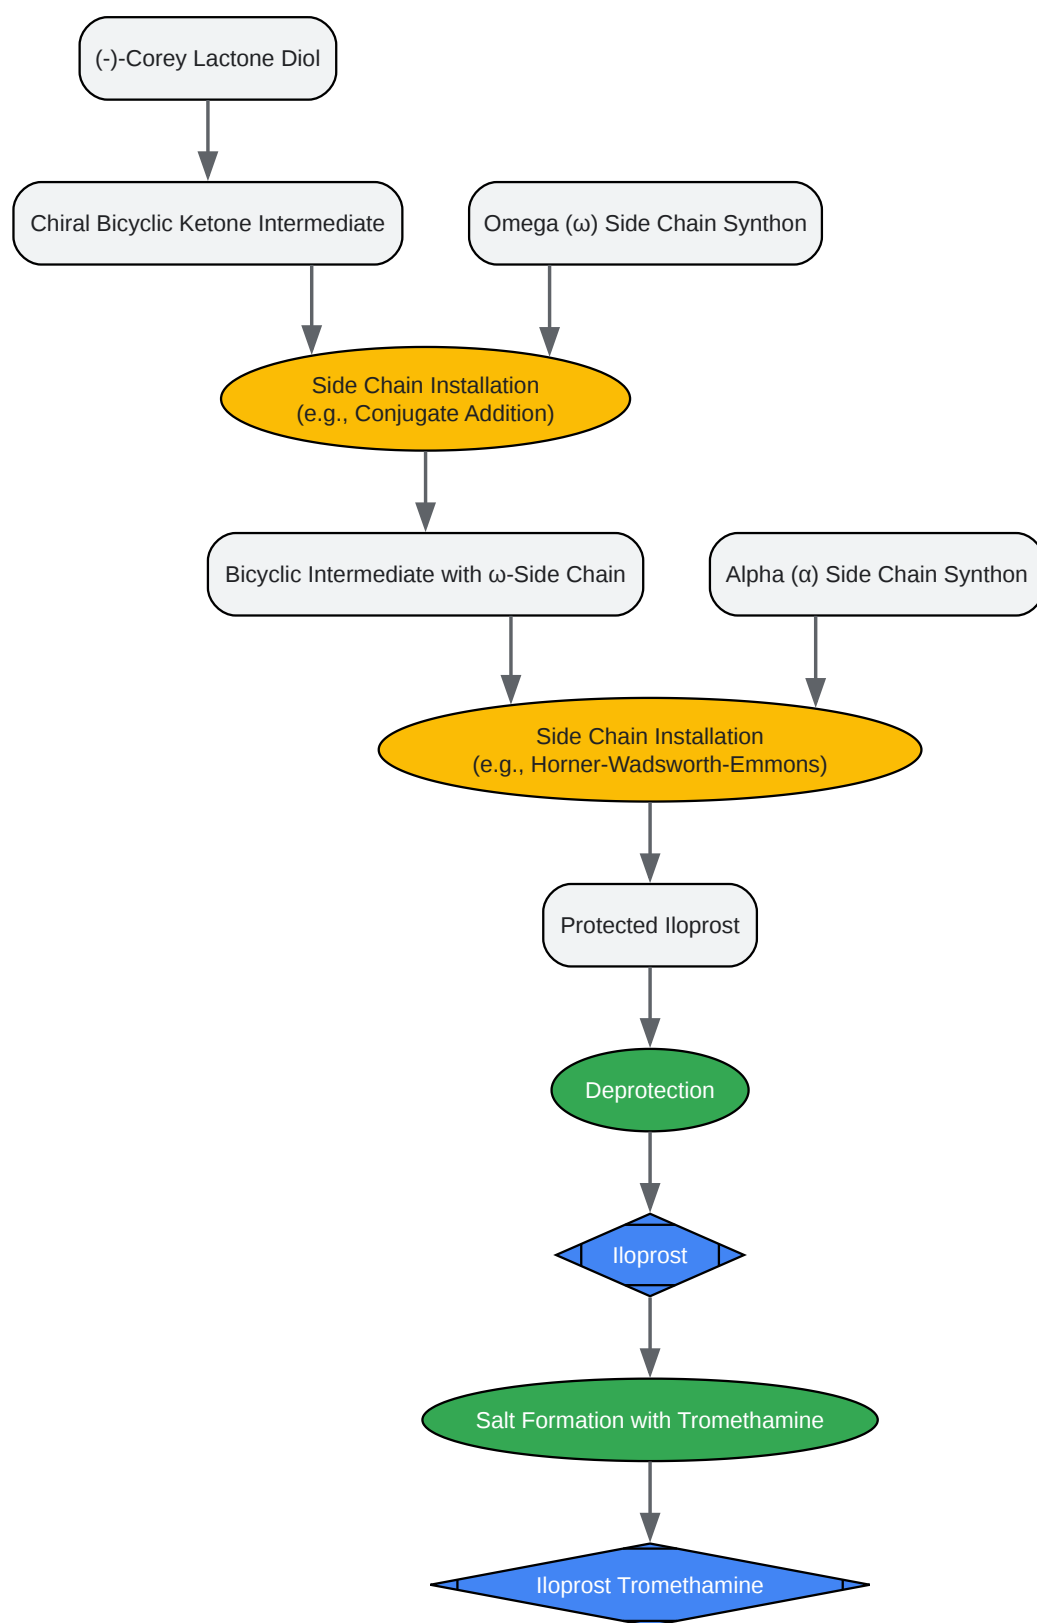 (-)-Corey Lactone Diol
Chiral Bicyclic Ketone Intermediate
Omega (ω) Side Chain Synthon
Side Chain Installation
(e.g., Conjugate Addition)
Bicyclic Intermediate with ω-Side Chain
Alpha (α) Side Chain Synthon
Side Chain Installation
(e.g., Horner-Wadsworth-Emmons)
Protected Iloprost
Deprotection
Iloprost
Salt Formation with Tromethamine
Iloprost Tromethamine